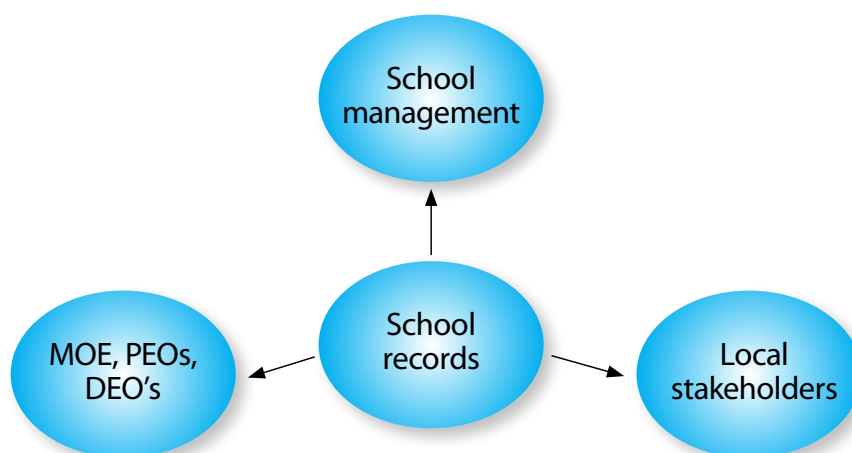 School
management
School
records
MOE, PEOs,
DEO's
Local
stakeholders